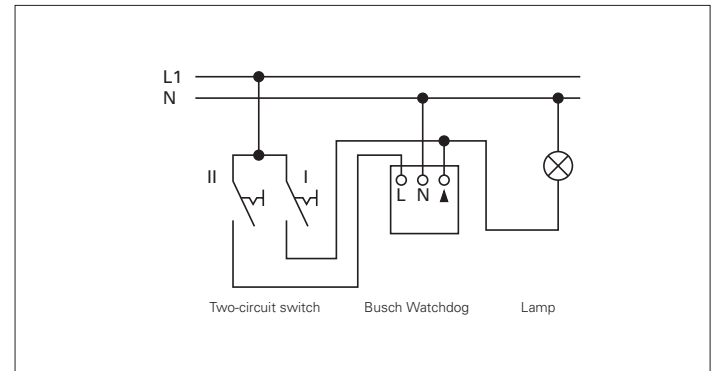 L1
N
II I
L N ▲
Two-circuit switch Busch Watchdog Lamp